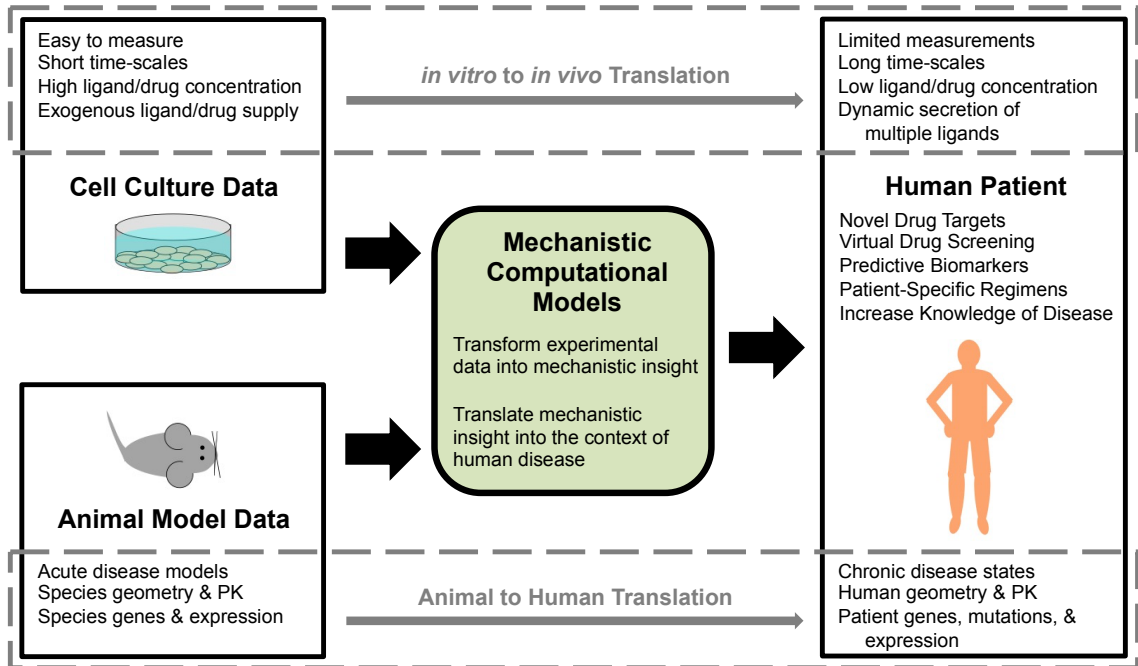 Easy to measure
Short time-scales
High ligand/drug concentration
Exogenous ligand/drug supply
in vitro to in vivo Translation
Limited measurements
Long time-scales
Low ligand/drug concentration
Dynamic secretion of
multiple ligands
Cell Culture Data
Mechanistic
Computational
Models
Transform experimental
data into mechanistic insight
Translate mechanistic
insight into the context of
human disease
Human Patient
Novel Drug Targets
Virtual Drug Screening
Predictive Biomarkers
Patient-Specific Regimens
Increase Knowledge of Disease
Animal Model Data
Acute disease models
Species geometry & PK
Species genes & expression
Animal to Human Translation
Chronic disease states
Human geometry & PK
Patient genes, mutations, &
expression